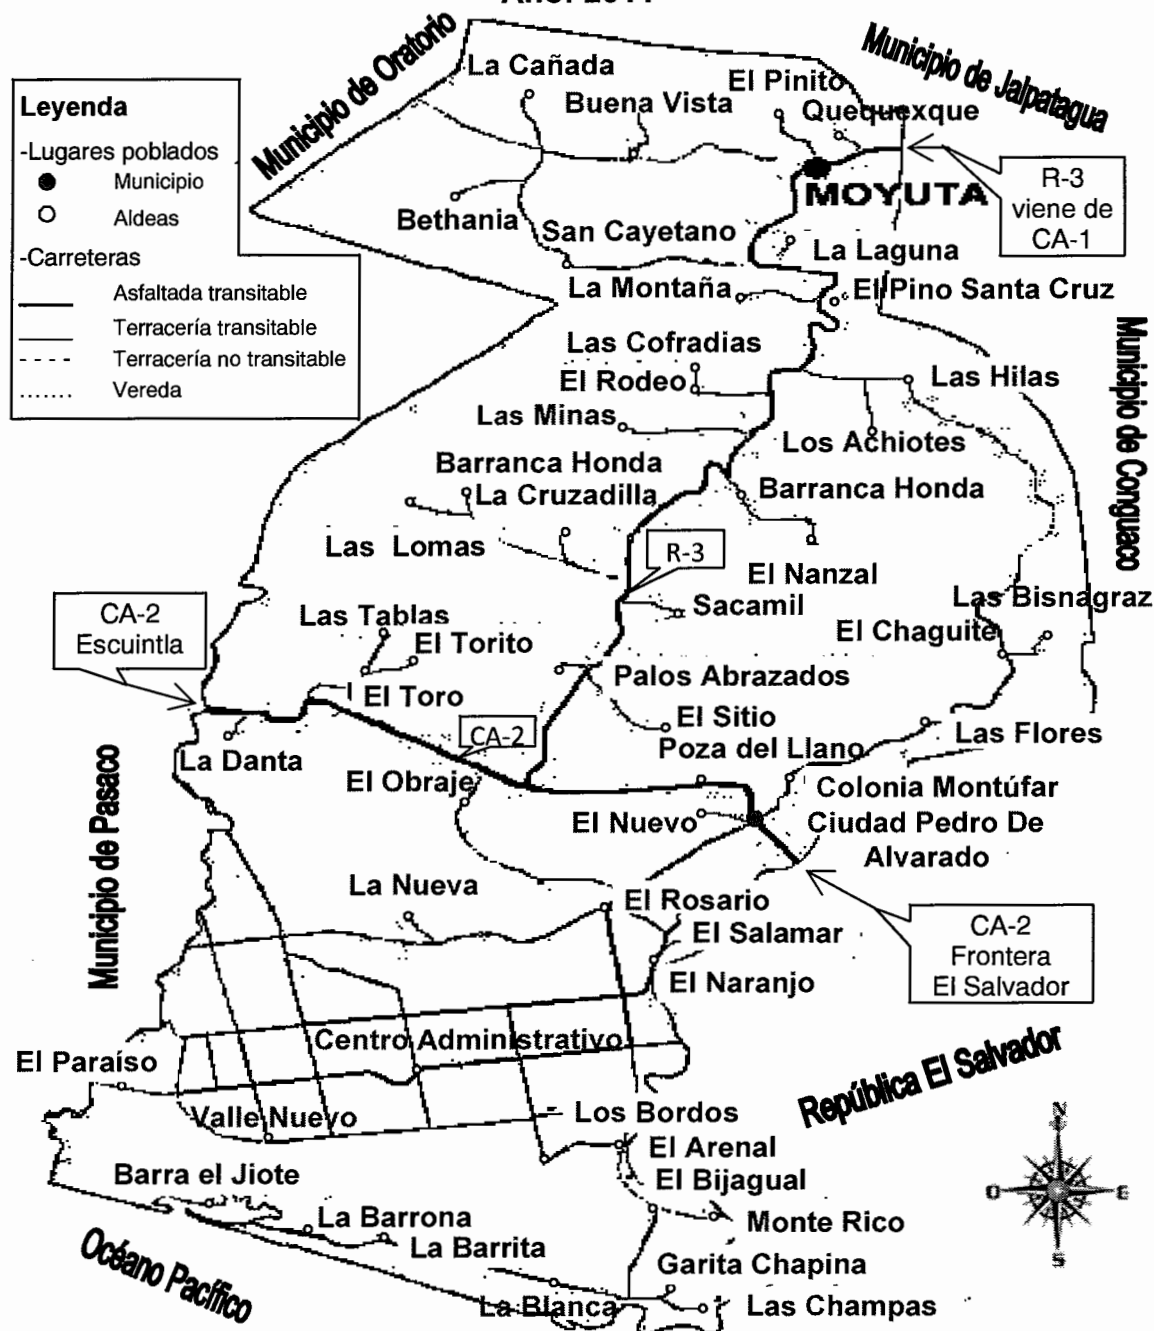 Año: 2011
Municipio de Oratorio
Municipio de Jalpatagua
La Cañada
El Pinito
Buena Vista
Quequexque
Leyenda
-Lugares poblados
Municipio
Aldeas
-Carreteras
Asfaltada transitable
Terracería transitable
Terracería no transitable
Vereda
MOYUTA
R-3
viene de
CA-1
Bethania
San Cayetano
La Laguna
La Montaña
El Pino Santa Cruz
Municipio de Conguaco
Las Cofradias
El Rodeo
Las Hilas
Las Minas
Los Achiotes
Barranca Honda
La Cruzadilla
Barranca Honda
Las Lomas
R-3
El Nanzal
CA-2
Escuintla
Las Tablas
Sacamil
Las Bisnagraz
El Torito
El Chaguite
El Toro
Palos Abrazados
El Sitio
CA-2
Las Flores
La Danta
Poza del Llano
El Obraje
Colonia Montúfar
El Nuevo
Ciudad Pedro De
Alvarado
Municipio de Pasaco
La Nueva
El Rosario
El Salamar
CA-2
Frontera
El Salvador
El Naranjo
Centro Administrativo
El Paraíso
República El Salvador
Valle Nuevo
Los Bordos
N
El Arenal
Barra el Jiote
El Bijagual
O
E
La Barrona
Monte Rico
La Barrita
Océano Pacífico
S
Garita Chapina
La Blanca
Las Champas